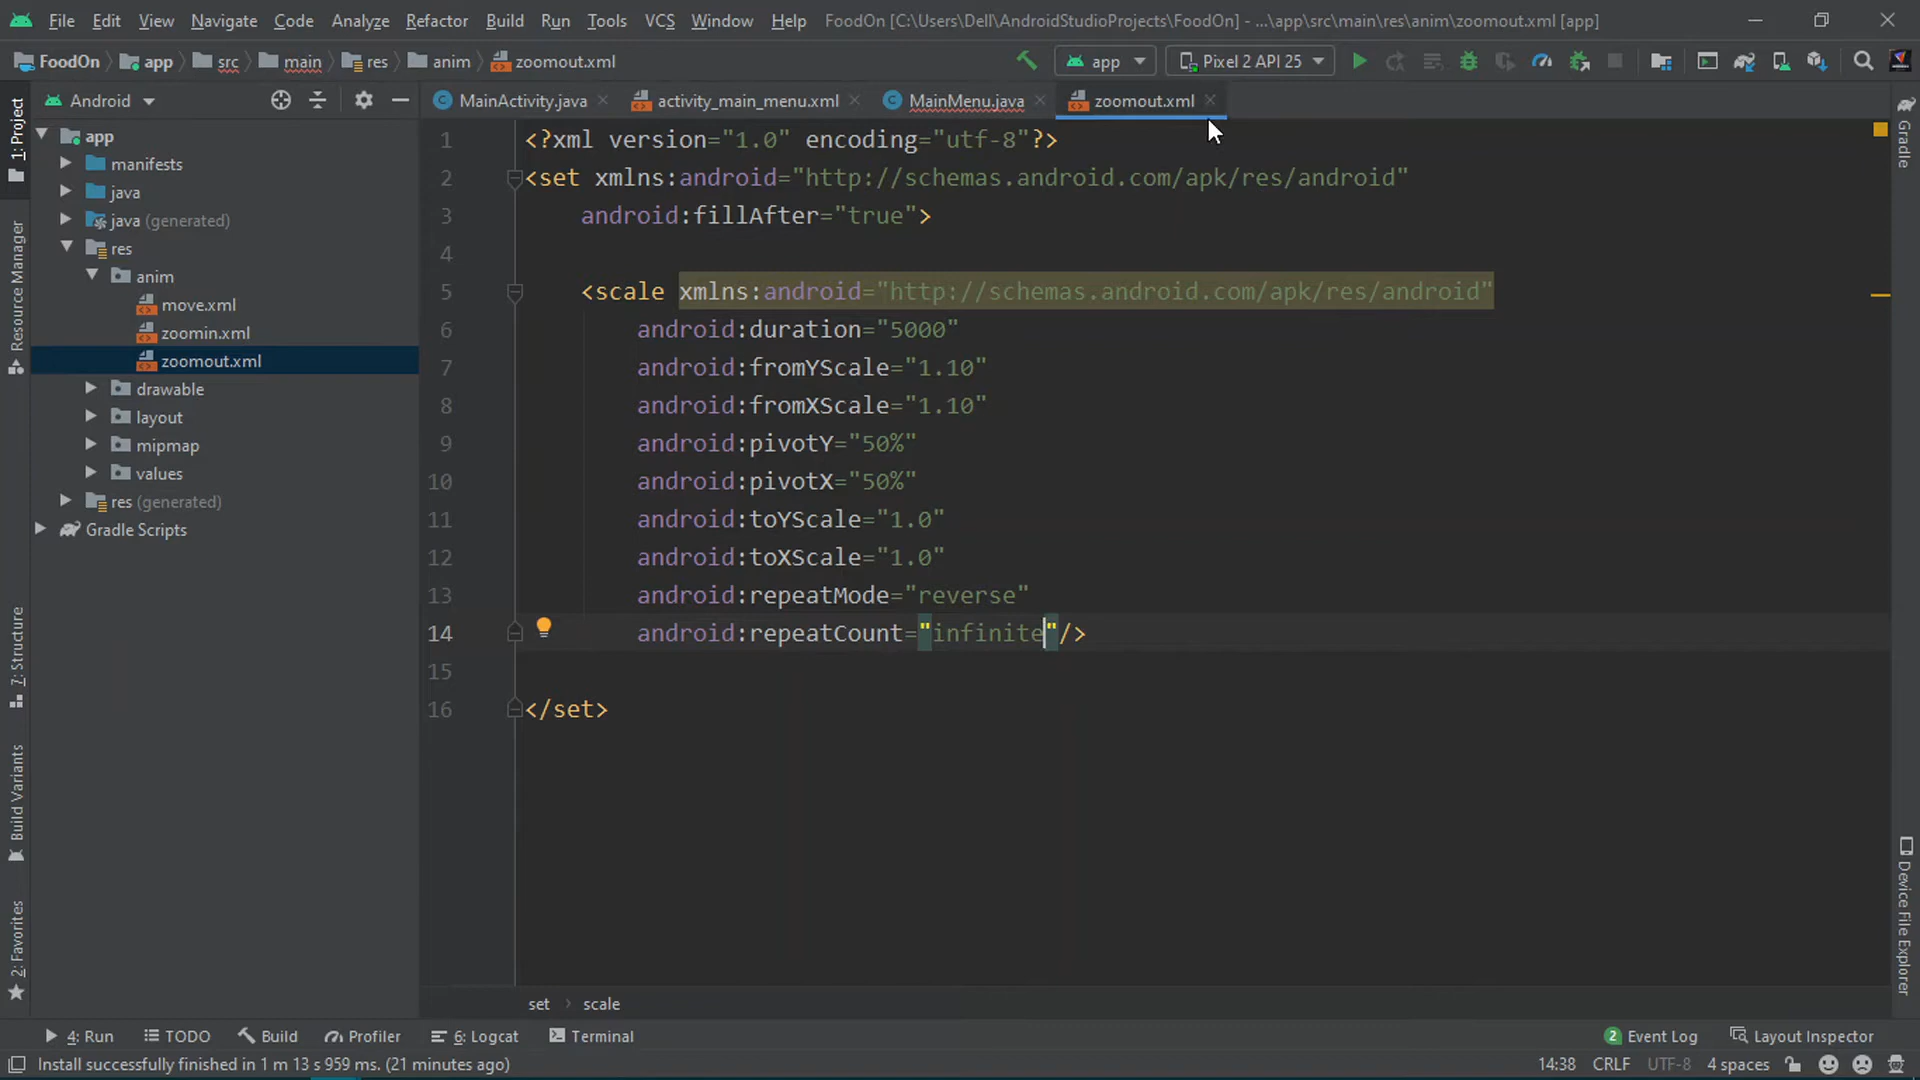 File Edit View Navigate Code Analyze Refactor Build Run Tools VCS Window Help FoodOn [C:\Users\Dell\AndroidStudioProjects\FoodOn] - ...\app\src\main\res\anim\zoomout.xml [app]
FoodOn app src main res anim zoomout.xml app Pixel 2 API 25
Android MainActivity.java activity_main_menu.xml MainMenu.java zoomout.xml
1: Project
Resource Manager
7: Structure
Build Variants
2: Favorites
app
manifests
java
java (generated)
res
anim
move.xml
zoomin.xml
zoomout.xml
drawable
layout
mipmap
values
res (generated)
Gradle Scripts
1 <?xml version="1.0" encoding="utf-8"?>
2 <set xmlns:android="http://schemas.android.com/apk/res/android"
3 android:fillAfter="true">
4
5 <scale xmlns:android="http://schemas.android.com/apk/res/android"
6 android:duration="5000"
7 android:fromYScale="1.10"
8 android:fromXScale="1.10"
9 android:pivotY="50%"
10 android:pivotX="50%"
11 android:toYScale="1.0"
12 android:toXScale="1.0"
13 android:repeatMode="reverse"
14 android:repeatCount="infinite"/>
15
16 </set>
Gradle
Device File Explorer
set › scale
4: Run TODO Build Profiler 6: Logcat Terminal 2 Event Log Layout Inspector
Install successfully finished in 1 m 13 s 959 ms. (21 minutes ago) 14:38 CRLF UTF-8 4 spaces